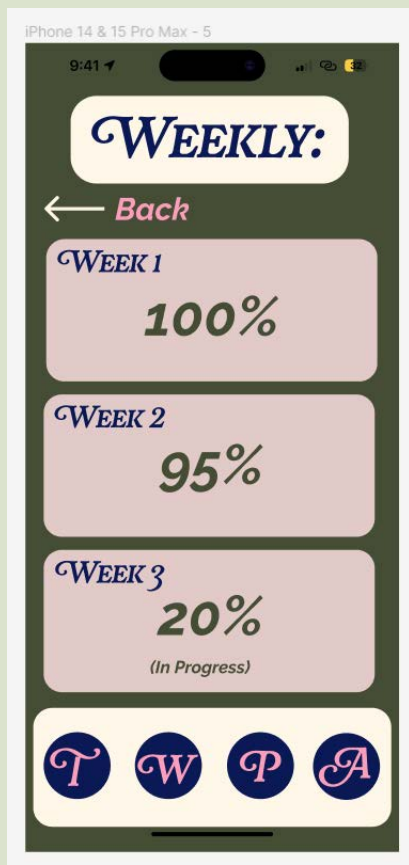 iPhone 14 & 15 Pro Max - 5
9:41
32
WEEKLY:
Back
WEEK 1
100%
WEEK 2
95%
WEEK 3
20%
(In Progress)
T W P A